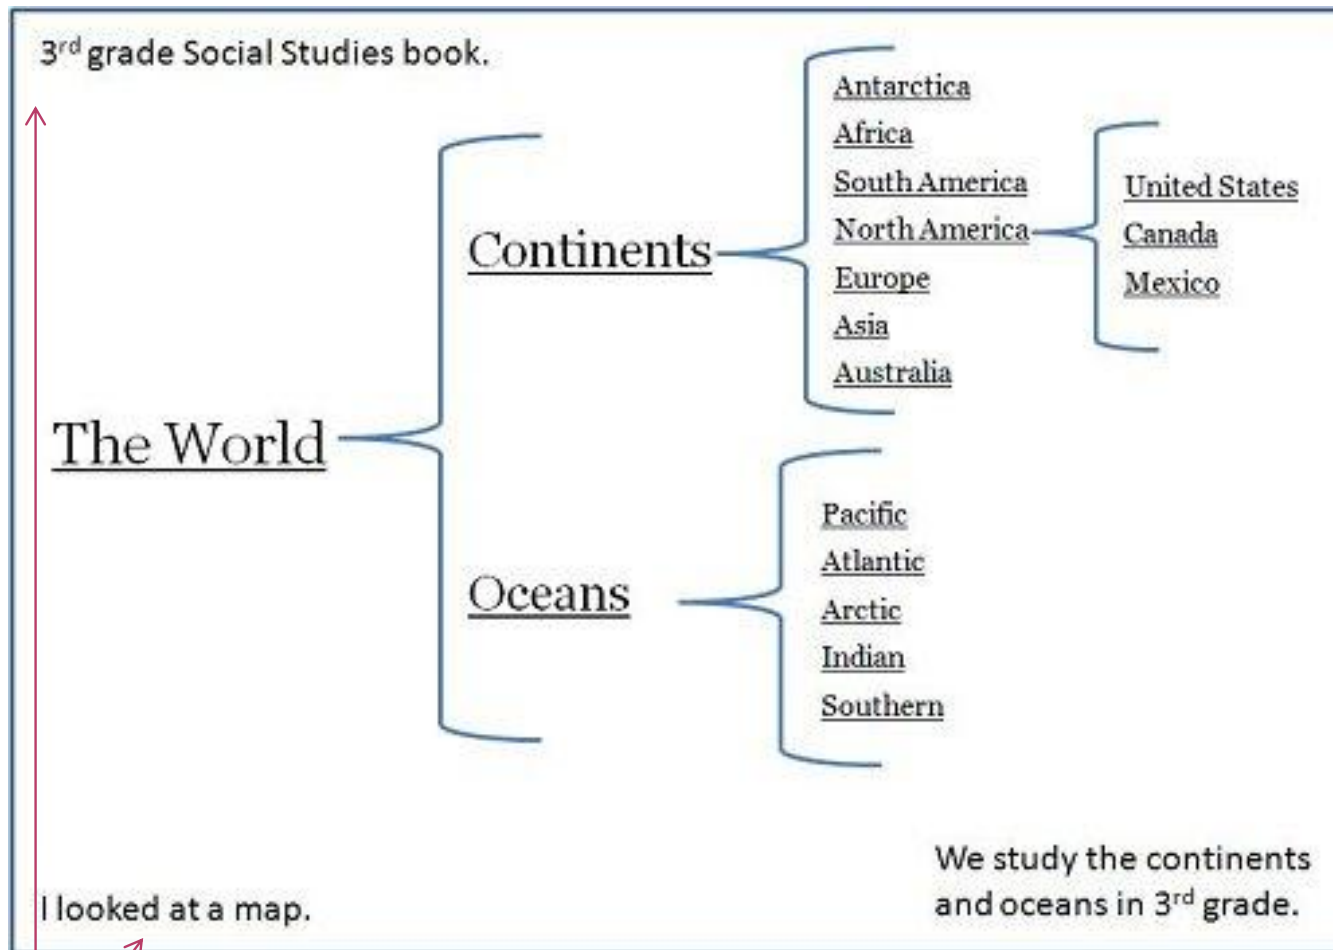 3rd grade Social Studies book.
The World
Continents
Antarctica
Africa
South America
North America
Europe
Asia
Australia
United States
Canada
Mexico
Oceans
Pacific
Atlantic
Arctic
Indian
Southern
I looked at a map.
We study the continents
and oceans in 3rd grade.